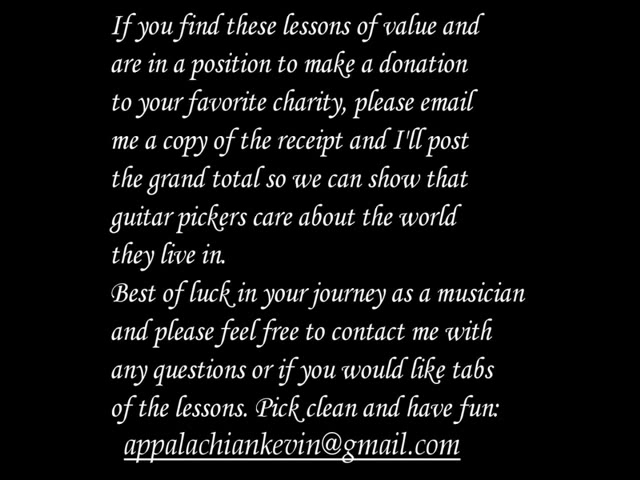 If you find these lessons of value and
are in a position to make a donation
to your favorite charity, please email
me a copy of the receipt and I'll post
the grand total so we can show that
guitar pickers care about the world
they live in.
Best of luck in your journey as a musician
and please feel free to contact me with
any questions or if you would like tabs
of the lessons. Pick clean and have fun:
appalachiankevin@gmail.com